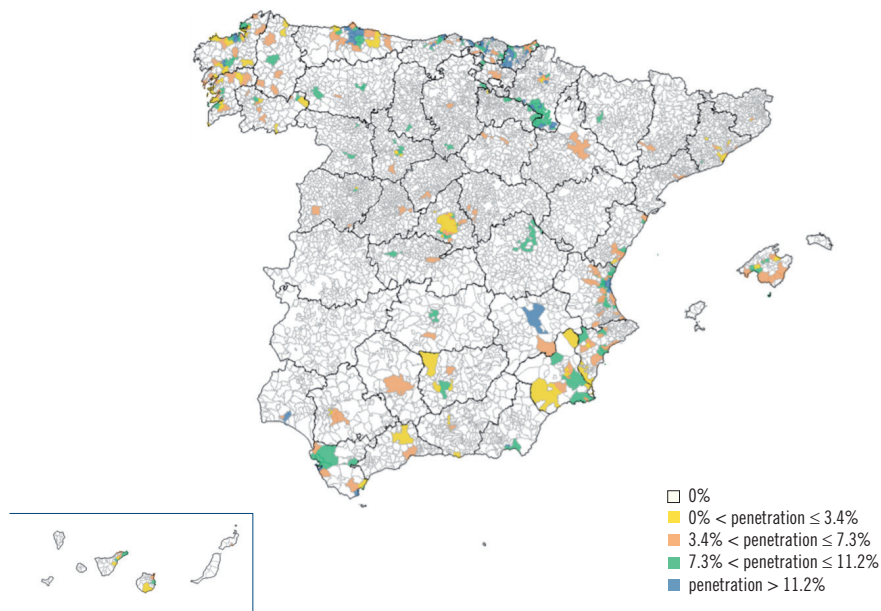 0%
0% < penetration ≤ 3.4%
3.4% < penetration ≤ 7.3%
7.3% < penetration ≤ 11.2%
penetration > 11.2%